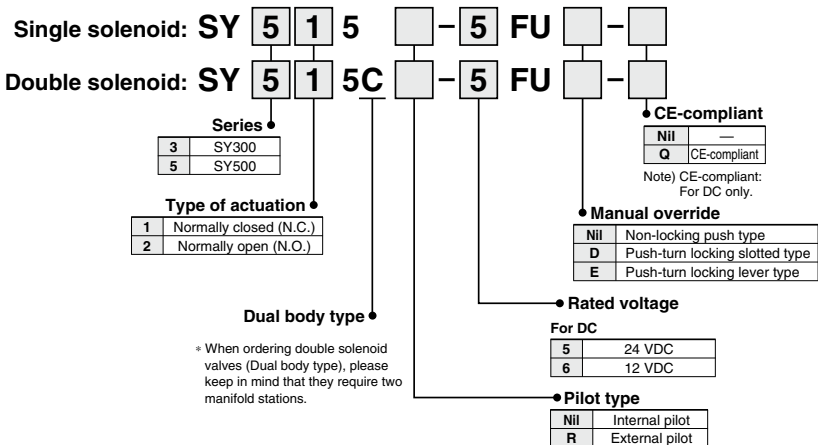 Single solenoid: SY 5 1 5 – 5 FU –
Double solenoid: SY 5 1 5C – 5 FU –
Series
3 SY300
5 SY500
Type of actuation
1 Normally closed (N.C.)
2 Normally open (N.O.)
Dual body type
* When ordering double solenoid
valves (Dual body type), please
keep in mind that they require two
manifold stations.
CE-compliant
Nil —
Q CE-compliant
Note) CE-compliant:
For DC only.
Manual override
Nil Non-locking push type
D Push-turn locking slotted type
E Push-turn locking lever type
Rated voltage
For DC
5 24 VDC
6 12 VDC
Pilot type
Nil Internal pilot
R External pilot